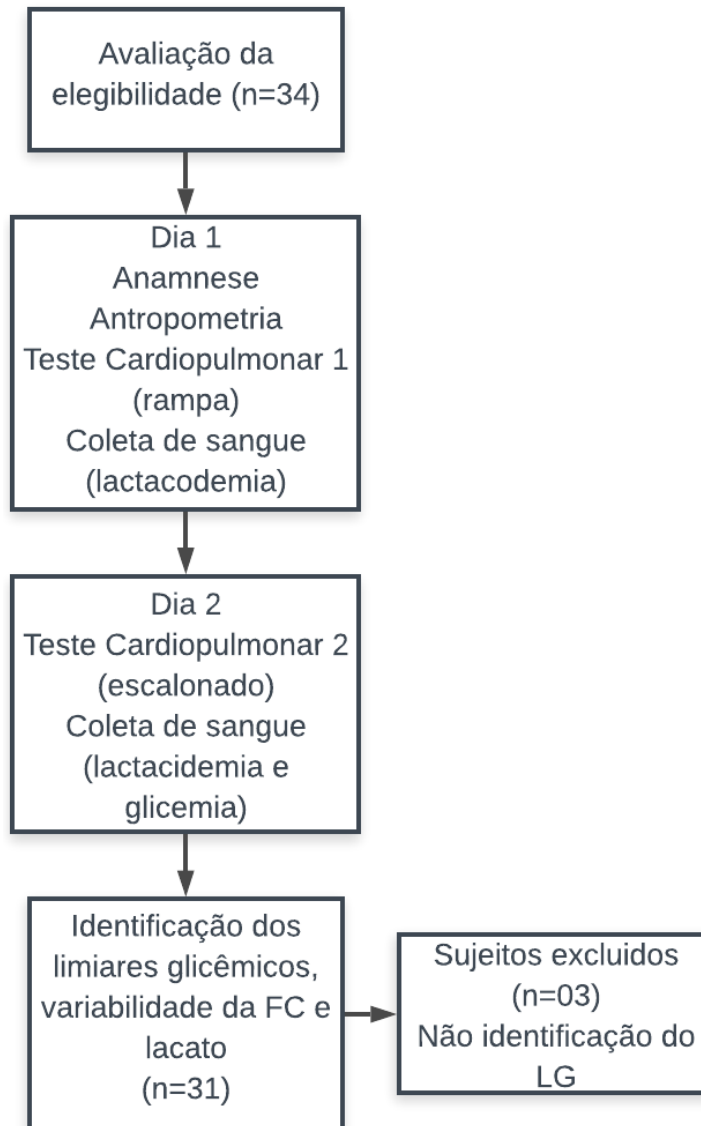 Avaliação da
elegibilidade (n=34)
Dia 1
Anamnese
Antropometria
Teste Cardiopulmonar 1
(rampa)
Coleta de sangue
(lactacodemia)
Dia 2
Teste Cardiopulmonar 2
(escalonado)
Coleta de sangue
(lactacidemia e
glicemia)
Identificação dos
limiares glicêmicos,
variabilidade da FC e
lacato
(n=31)
Sujeitos excluidos
(n=03)
Não identificação do
LG